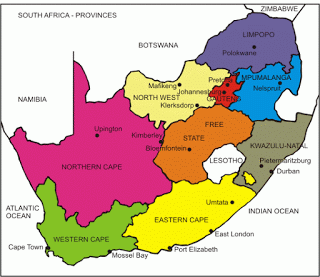 SOUTH AFRICA - PROVINCES
ZIMBABWE
LIMPOPO
BOTSWANA
Polokwane
MPUMALANGA
Pretoria
Mafikeng
Johannesburg
Nelspruit
NAMIBIA
NORTH WEST
GAUTENG
Klerksdorp
FREE
Upington
Kimberley
STATE
KWAZULU-NATAL
Bloemfontein
LESOTHO
Pietermaritzburg
NORTHERN CAPE
Durban
Umtata
ATLANTIC
OCEAN
EASTERN CAPE
INDIAN OCEAN
WESTERN CAPE
East London
Cape Town
Port Elizabeth
Mossel Bay